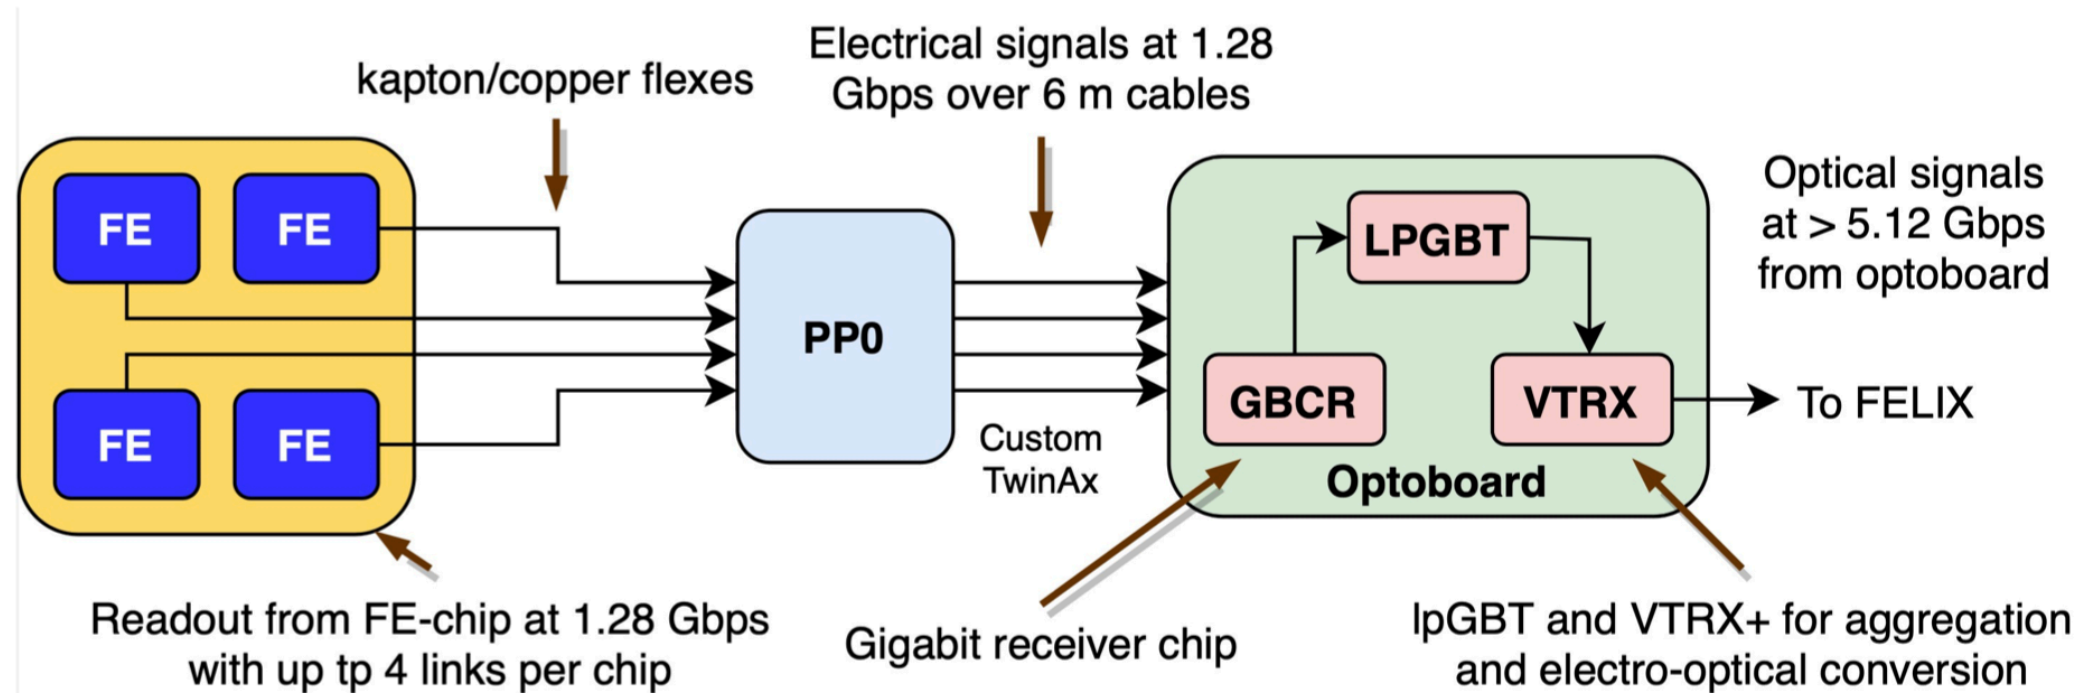 kapton/copper flexes
Electrical signals at 1.28
Gbps over 6 m cables
FE
FE
FE
FE
PP0
Custom
TwinAx
LPGBT
GBCR
VTRX
Optoboard
Optical signals
at > 5.12 Gbps
from optoboard
To FELIX
Readout from FE-chip at 1.28 Gbps
with up tp 4 links per chip
Gigabit receiver chip
lpGBT and VTRX+ for aggregation
and electro-optical conversion